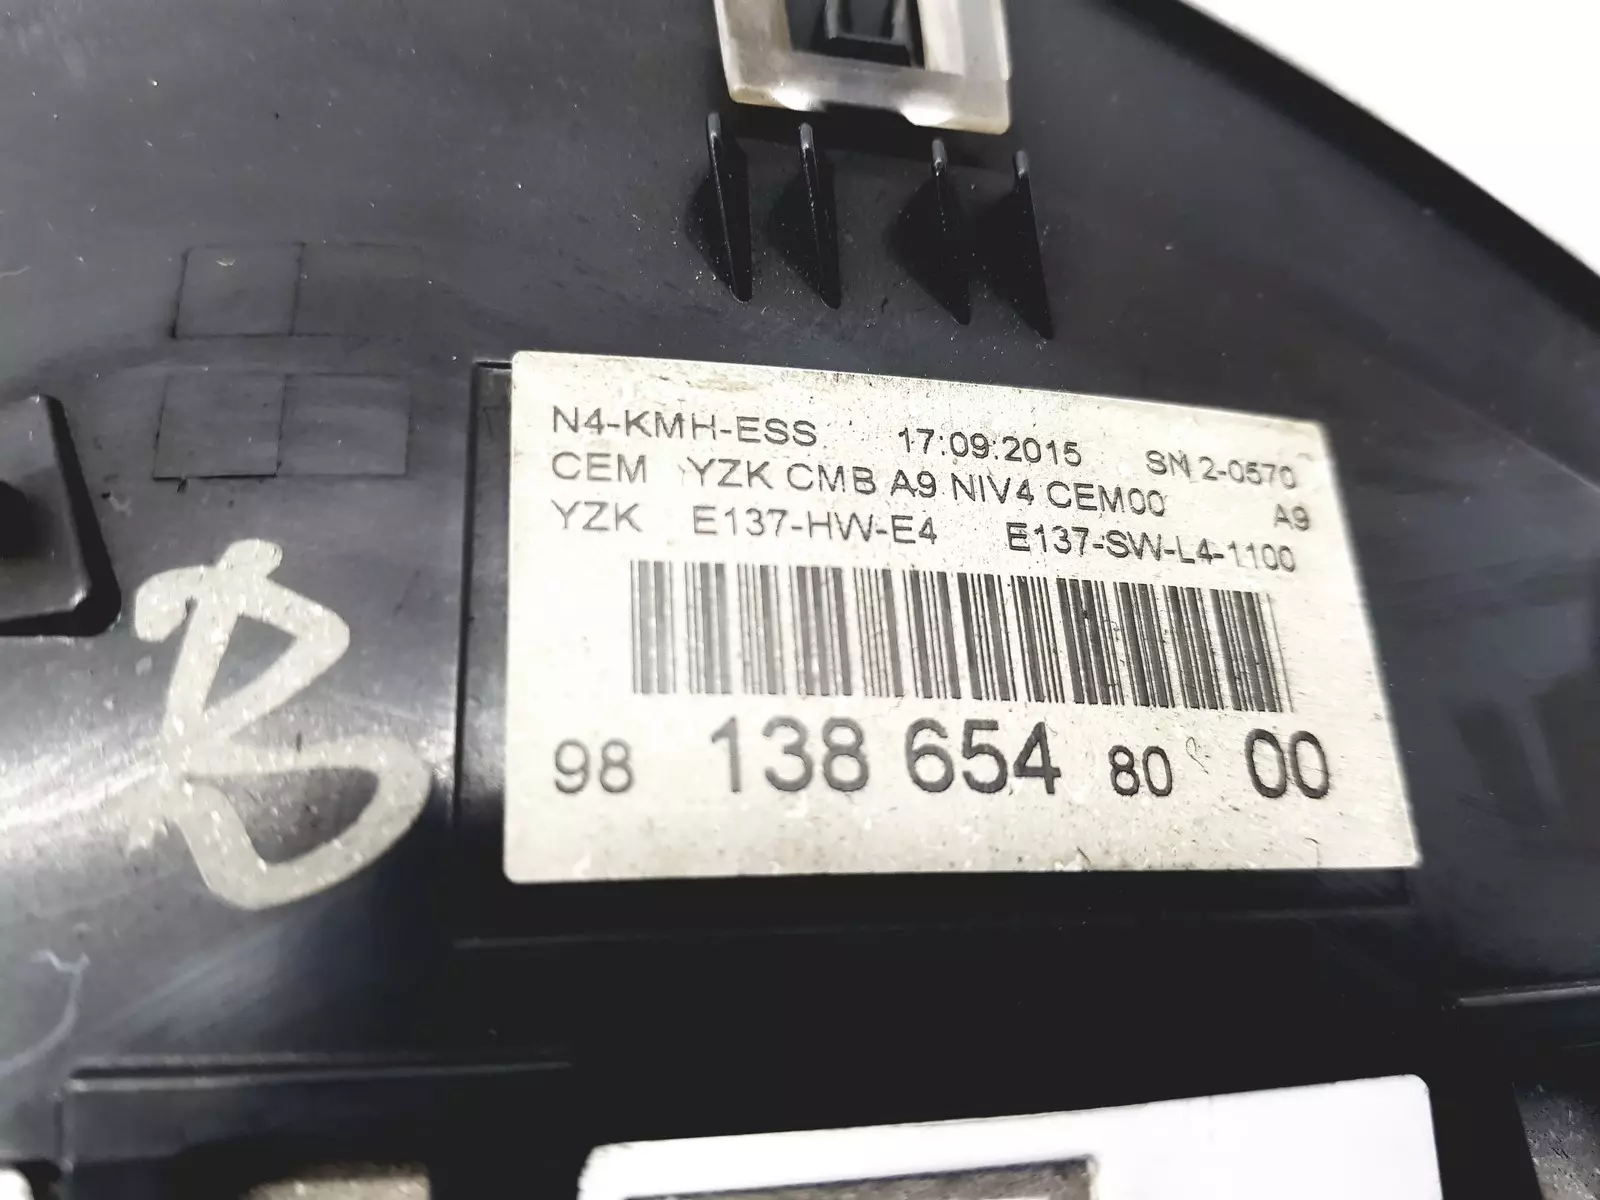 N4-KMH-ESS 17:09:2015 SN 2-0570
CEM YZK CMB A9 NIV4 CEM00 A9
YZK E137-HW-E4 E137-SW-L4-1100
98 138 654 80 00